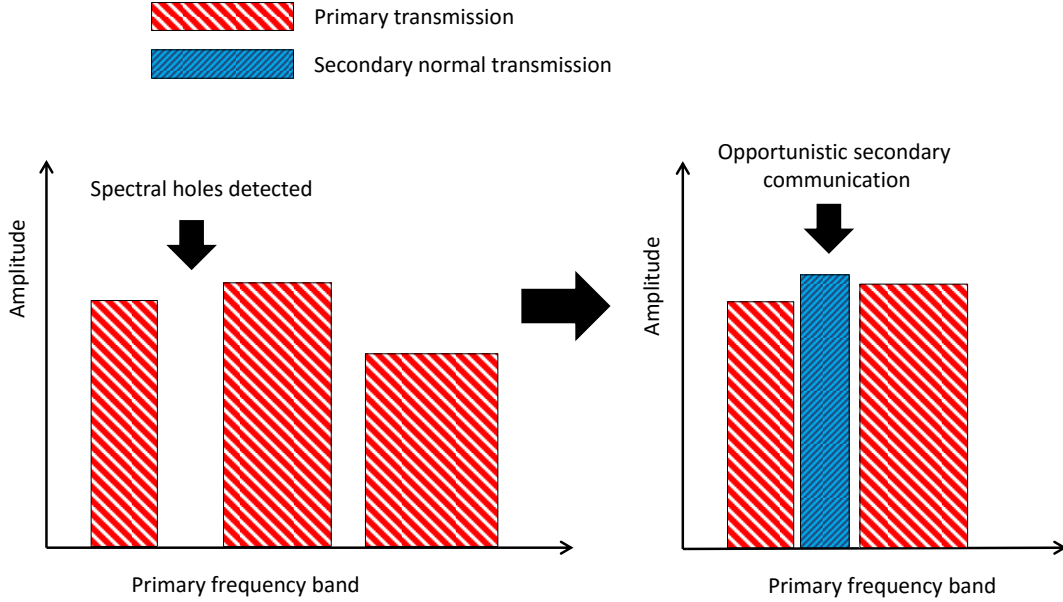 Primary transmission
Secondary normal transmission
Spectral holes detected
Amplitude
Primary frequency band
Opportunistic secondary
communication
Amplitude
Primary frequency band